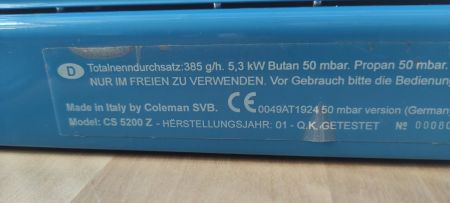 D Totalnenndurchsatz:385 g/h. 5,3 kW Butan 50 mbar. Propan 50 mbar.
NUR IM FREIEN ZU VERWENDEN. Vor Gebrauch bitte die Bedienung
Made in Italy by Coleman SVB. CE 0049AT1924 50 mbar version (German
Model: CS 5200 Z - HERSTELLUNGSJAHR: 01 - Q.K.GETESTET Nº 00080